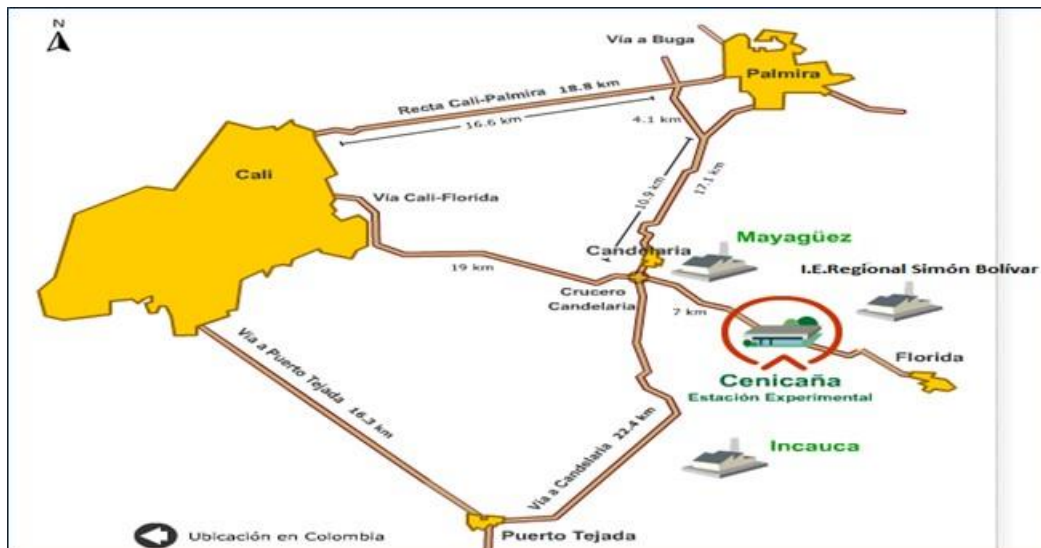 N
Vía a Buga
Palmira
Recta Cali-Palmira 18.8 km
16.6 km
4.1 km
Cali
Vía Cali-Florida
10.9 km
17.1 km
Mayagüez
Candelaria
I.E.Regional Simón Bolívar
19 km
Crucero
Candelaria
7 km
Florida
Cenicaña
Estación Experimental
Vía a Puerto Tejada 16.3 km
Vía a Candelaria 22.4 km
Incauca
Ubicación en Colombia
Puerto Tejada